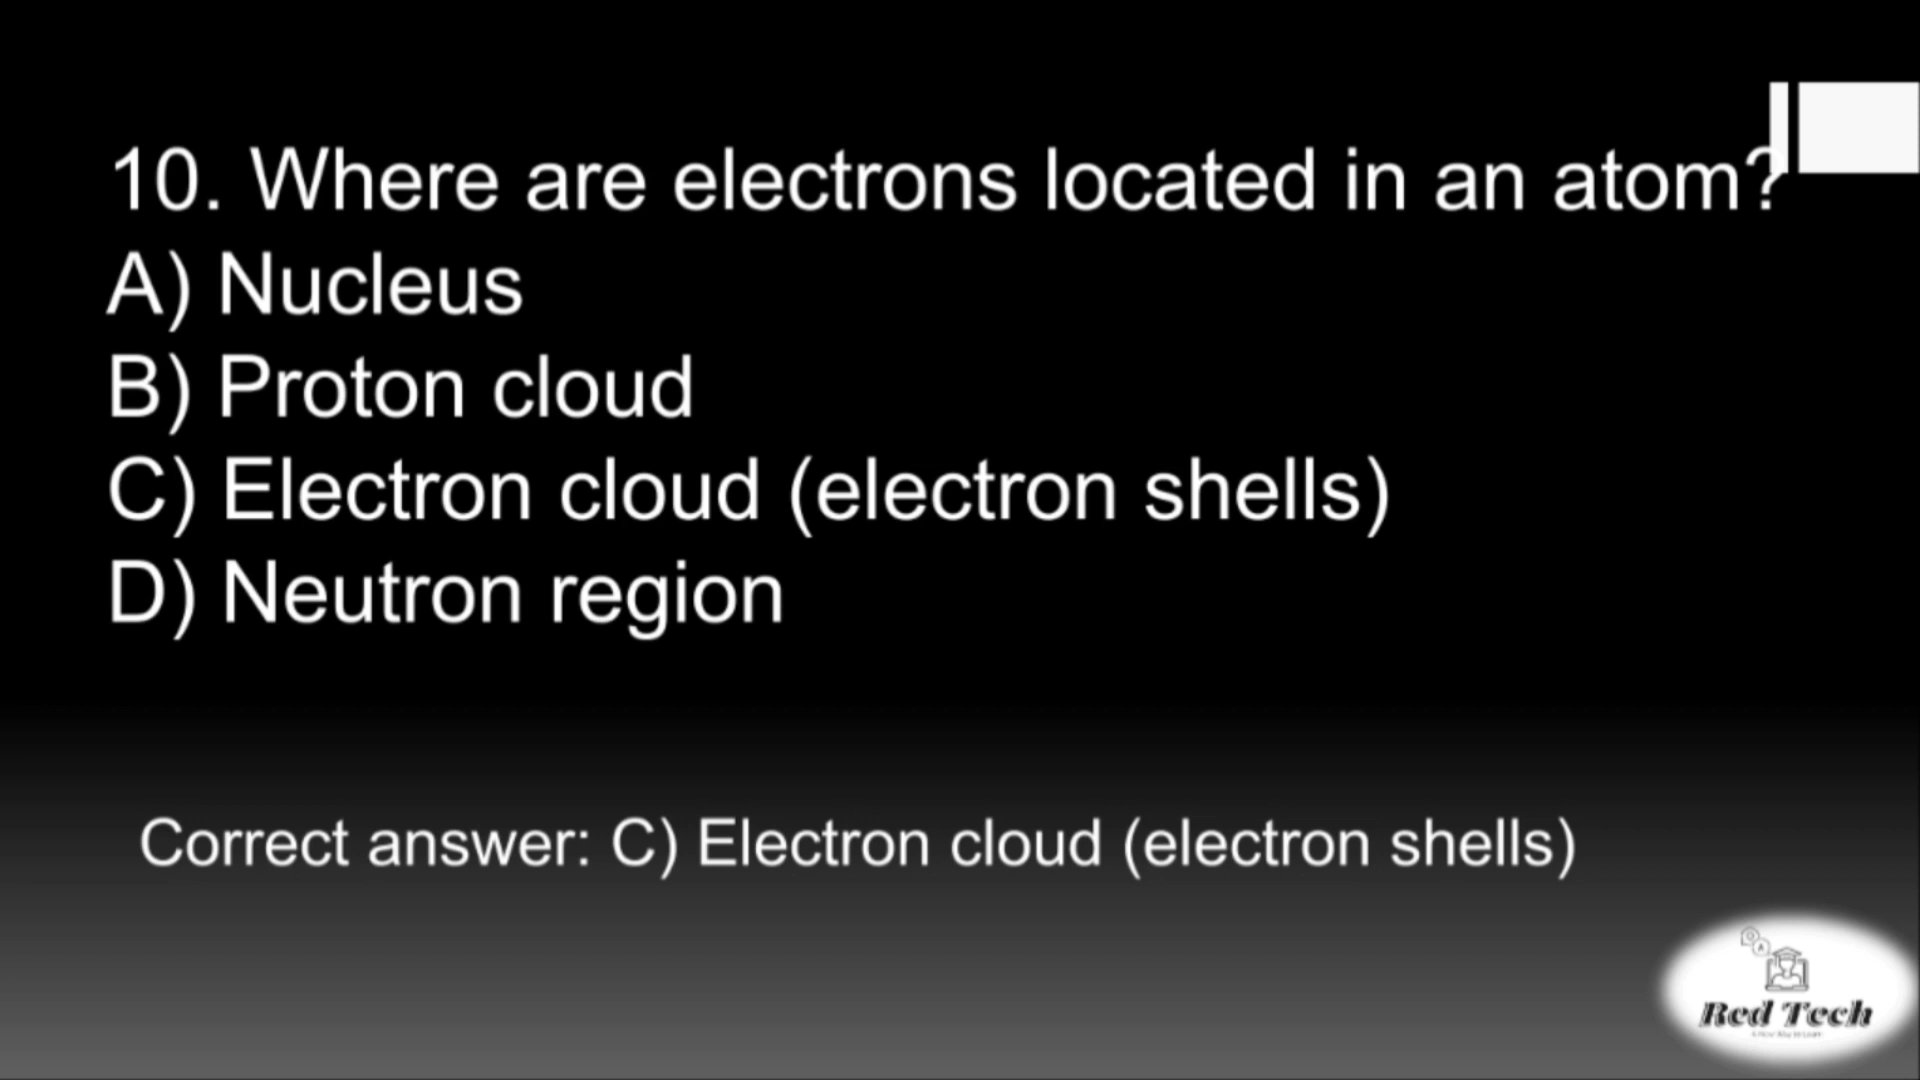 10. Where are electrons located in an atom?
A) Nucleus
B) Proton cloud
C) Electron cloud (electron shells)
D) Neutron region
Correct answer: C) Electron cloud (electron shells)
Red Tech